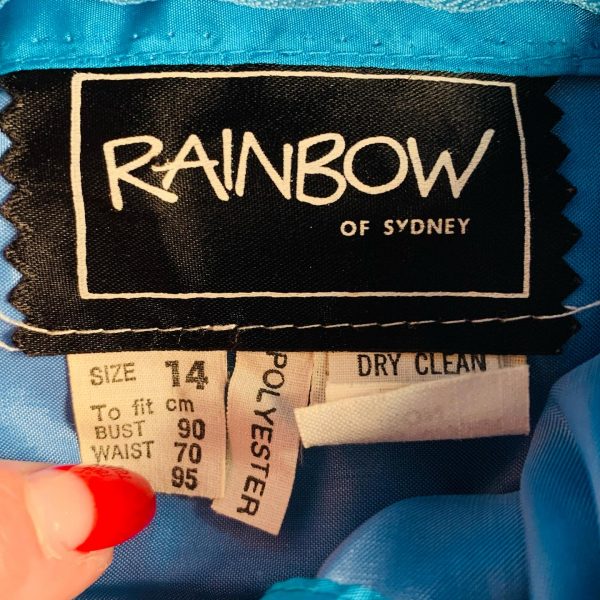 RAINBOW
OF SYDNEY
SIZE 14
To fit cm
BUST 90
WAIST 70
95
POLYESTER
DRY CLEAN